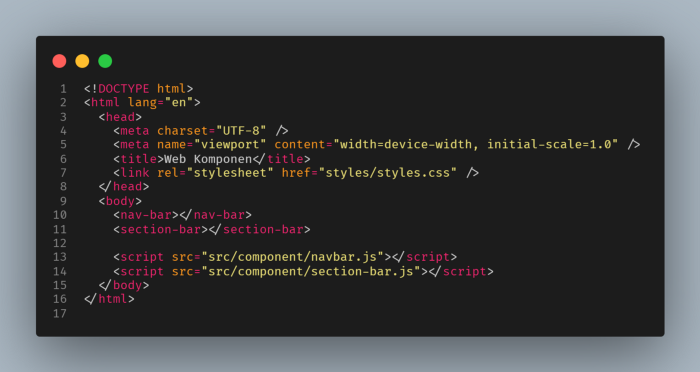 1 <!DOCTYPE html>
2 <html lang="en">
3   <head>
4     <meta charset="UTF-8" />
5     <meta name="viewport" content="width=device-width, initial-scale=1.0" />
6     <title>Web Komponen</title>
7     <link rel="stylesheet" href="styles/styles.css" />
8   </head>
9   <body>
10     <nav-bar></nav-bar>
11     <section-bar></section-bar>
12
13     <script src="src/component/navbar.js"></script>
14     <script src="src/component/section-bar.js"></script>
15   </body>
16 </html>
17